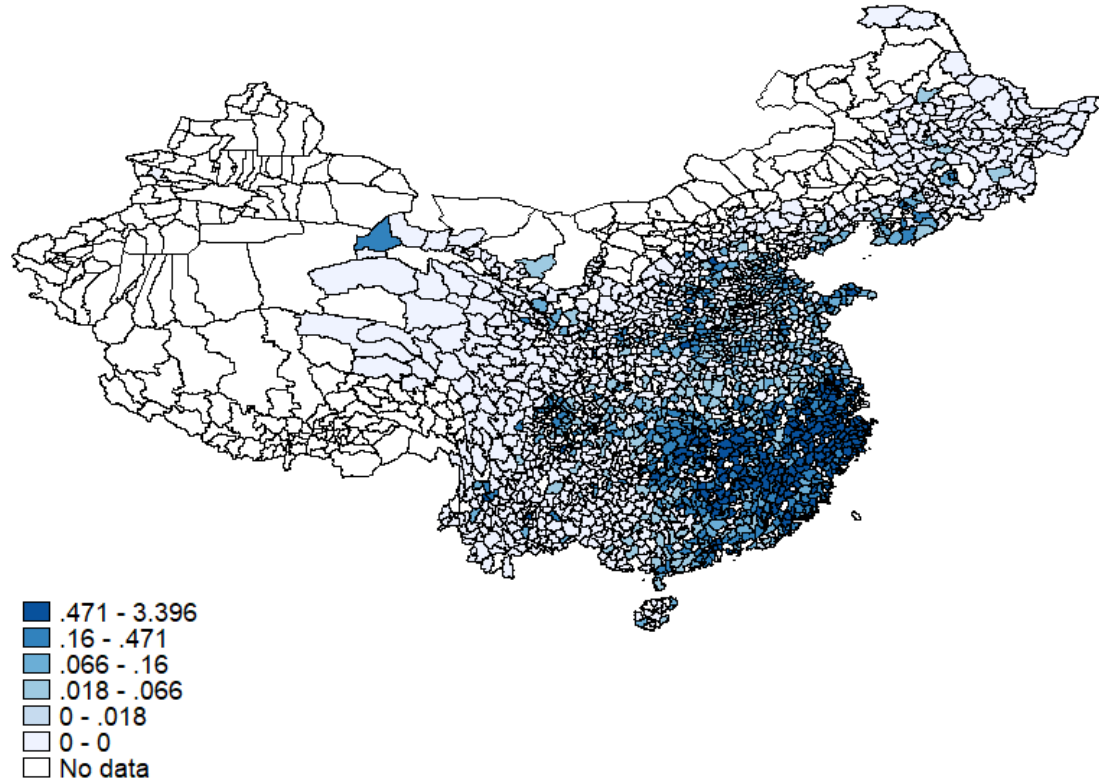 .471 - 3.396
.16 - .471
.066 - .16
.018 - .066
0 - .018
0 - 0
No data